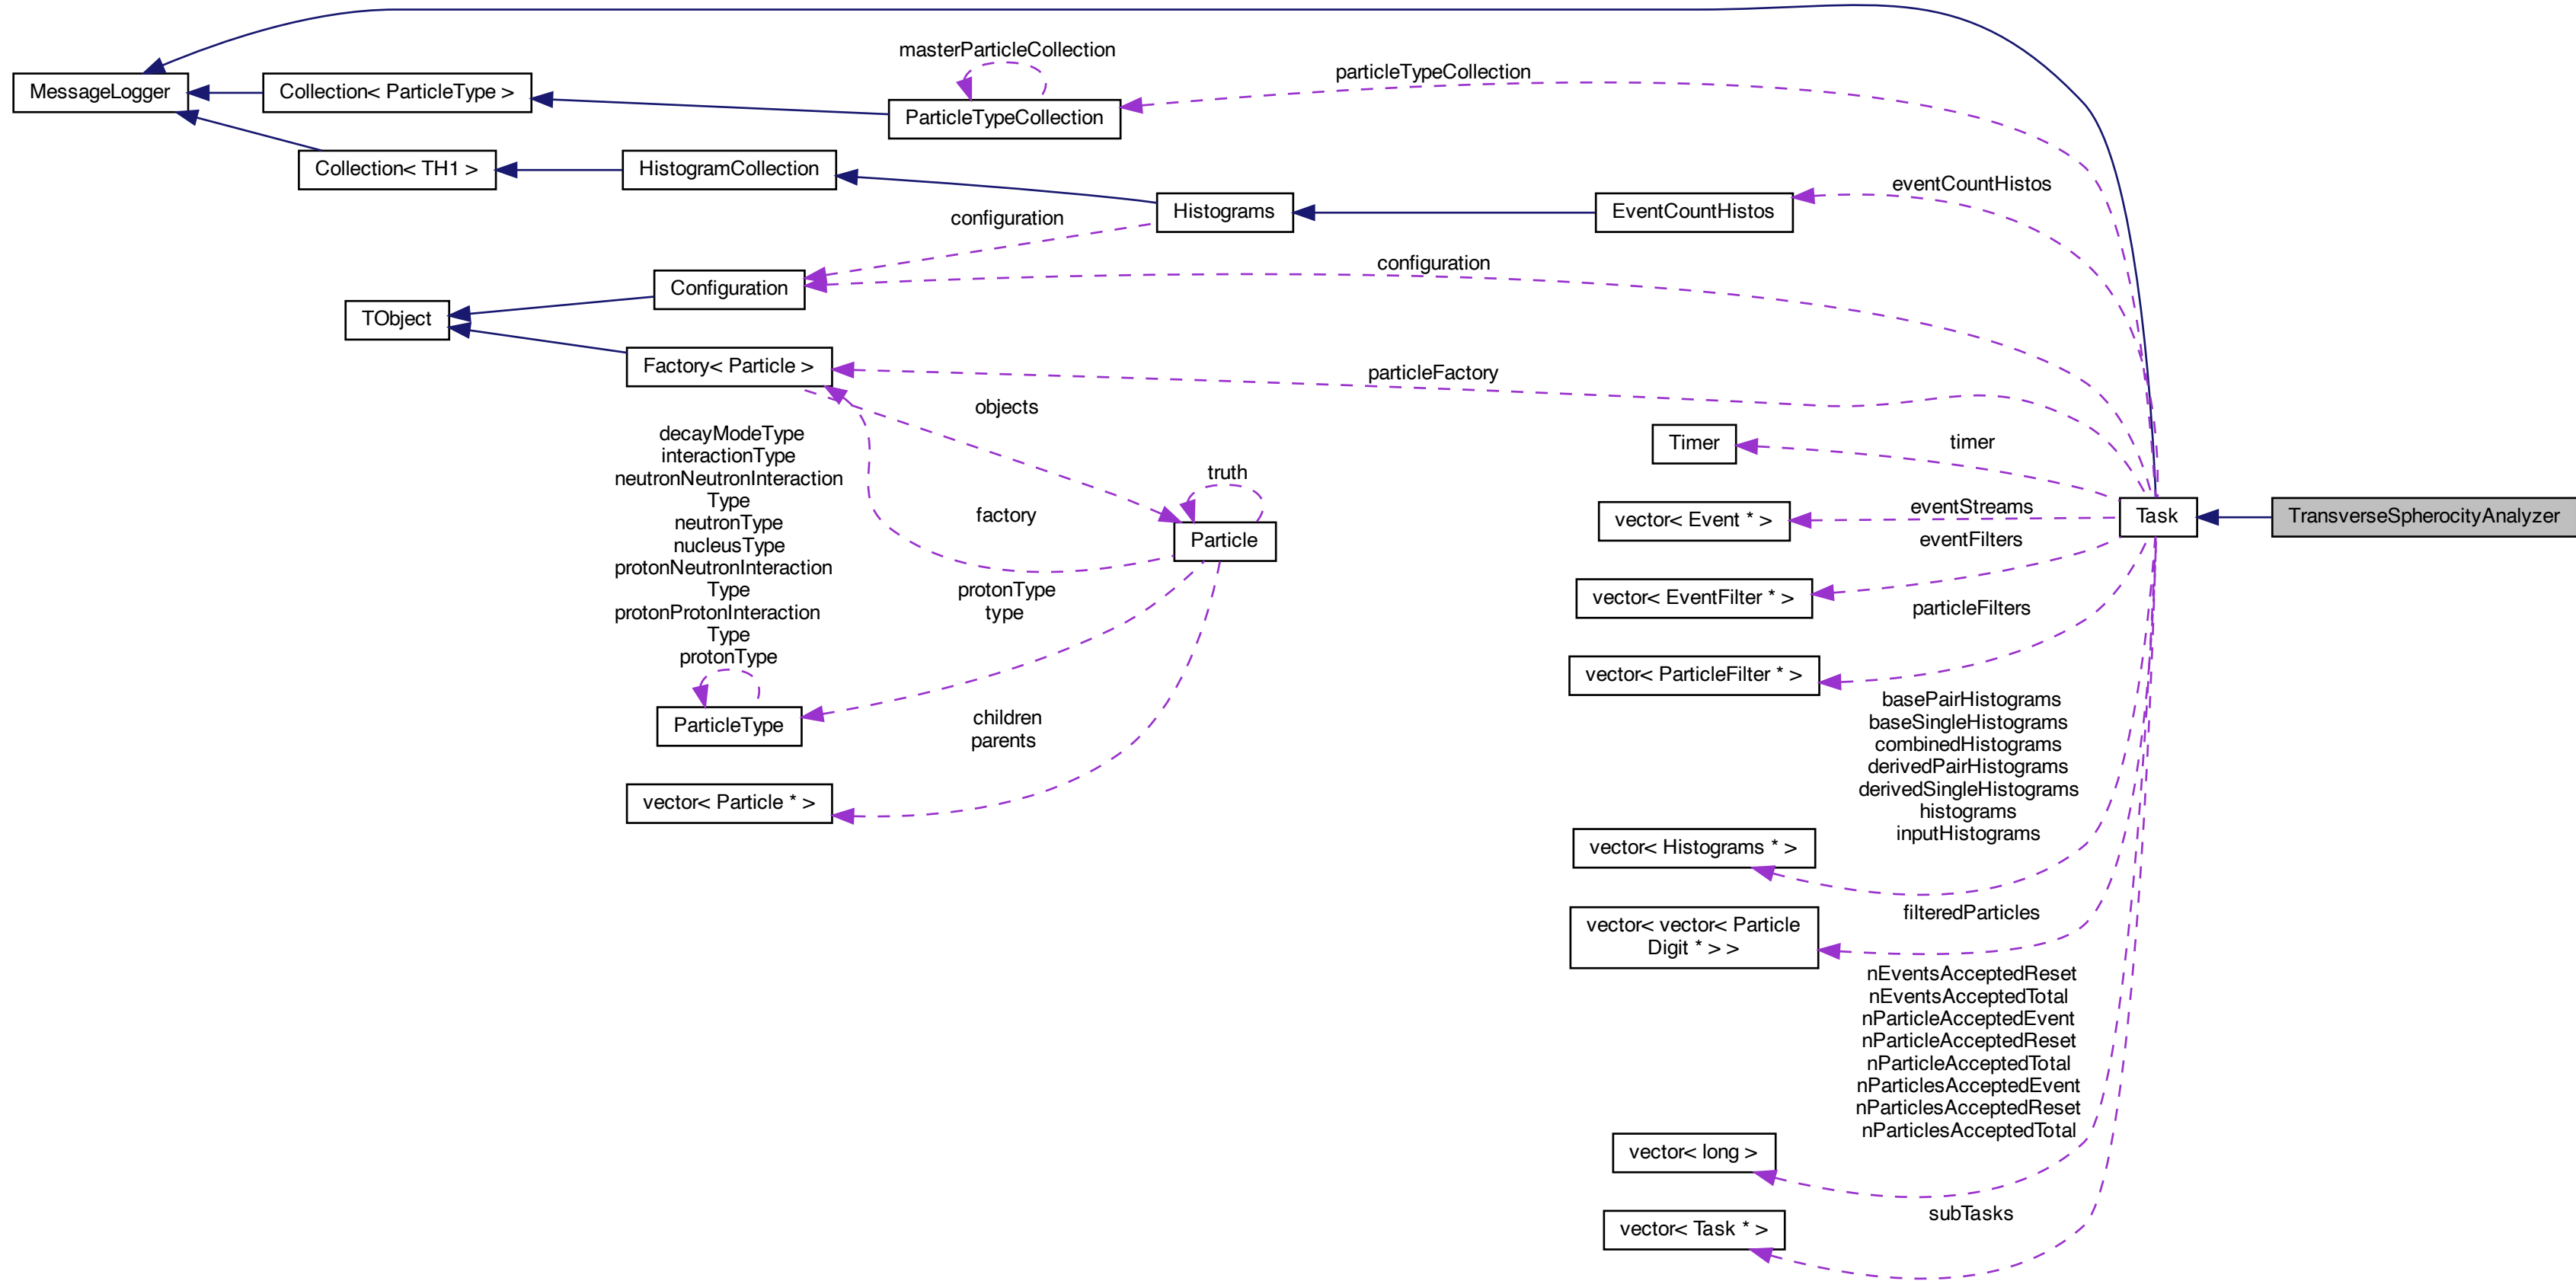 masterParticleCollection
particleTypeCollection
MessageLogger
Collection< ParticleType >
ParticleTypeCollection
Collection< TH1 >
HistogramCollection
eventCountHistos
Histograms
EventCountHistos
configuration
configuration
Configuration
TObject
Factory< Particle >
particleFactory
objects
decayModeType
interactionType
neutronNeutronInteraction
Type
neutronType
nucleusType
protonNeutronInteraction
Type
protonProtonInteraction
Type
protonType
truth
factory
Particle
protonType
type
ParticleType
children
parents
vector< Particle * >
Timer
timer
vector< Event * >
eventStreams
Task
TransverseSpherocityAnalyzer
eventFilters
vector< EventFilter * >
particleFilters
vector< ParticleFilter * >
basePairHistograms
baseSingleHistograms
combinedHistograms
derivedPairHistograms
derivedSingleHistograms
histograms
inputHistograms
vector< Histograms * >
filteredParticles
vector< vector< Particle
Digit * > >
nEventsAcceptedReset
nEventsAcceptedTotal
nParticleAcceptedEvent
nParticleAcceptedReset
nParticleAcceptedTotal
nParticlesAcceptedEvent
nParticlesAcceptedReset
nParticlesAcceptedTotal
vector< long >
subTasks
vector< Task * >